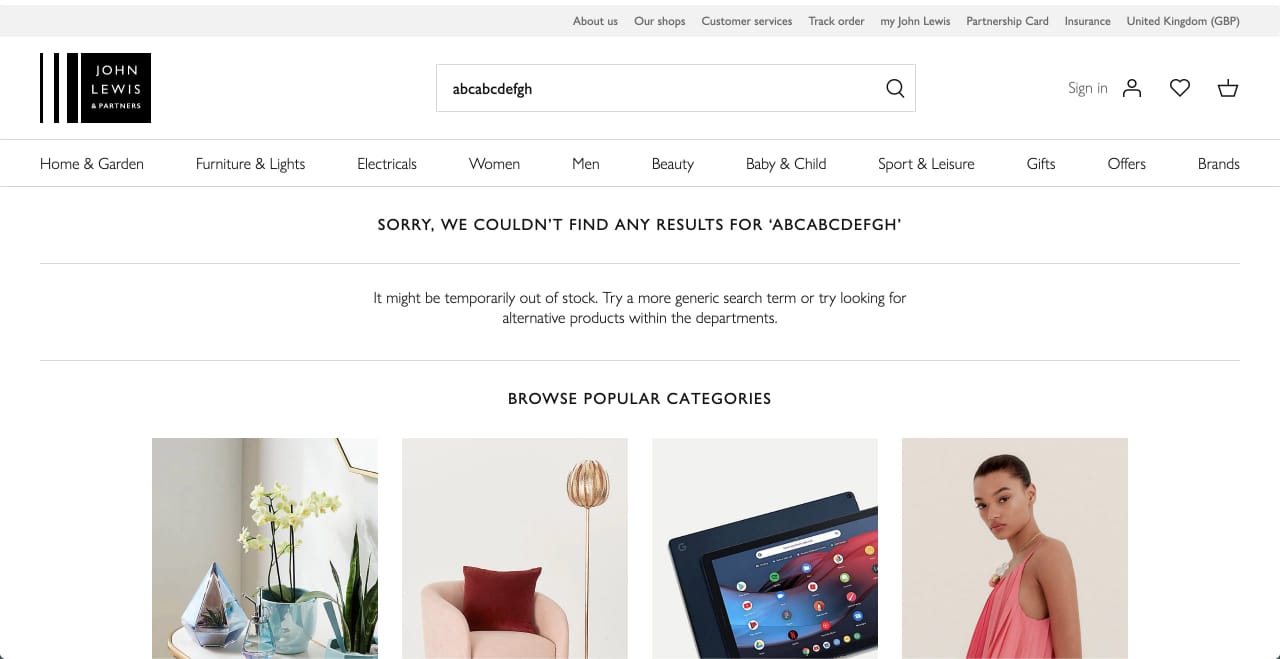 About us Our shops Customer services Track order my John Lewis Partnership Card Insurance United Kingdom (GBP)
JOHN
LEWIS
& PARTNERS
abcabcdefgh
Sign in
Home & Garden Furniture & Lights Electricals Women Men Beauty Baby & Child Sport & Leisure Gifts Offers Brands
SORRY, WE COULDN’T FIND ANY RESULTS FOR ‘ABCABCDEFGH’
It might be temporarily out of stock. Try a more generic search term or try looking for
alternative products within the departments.
BROWSE POPULAR CATEGORIES